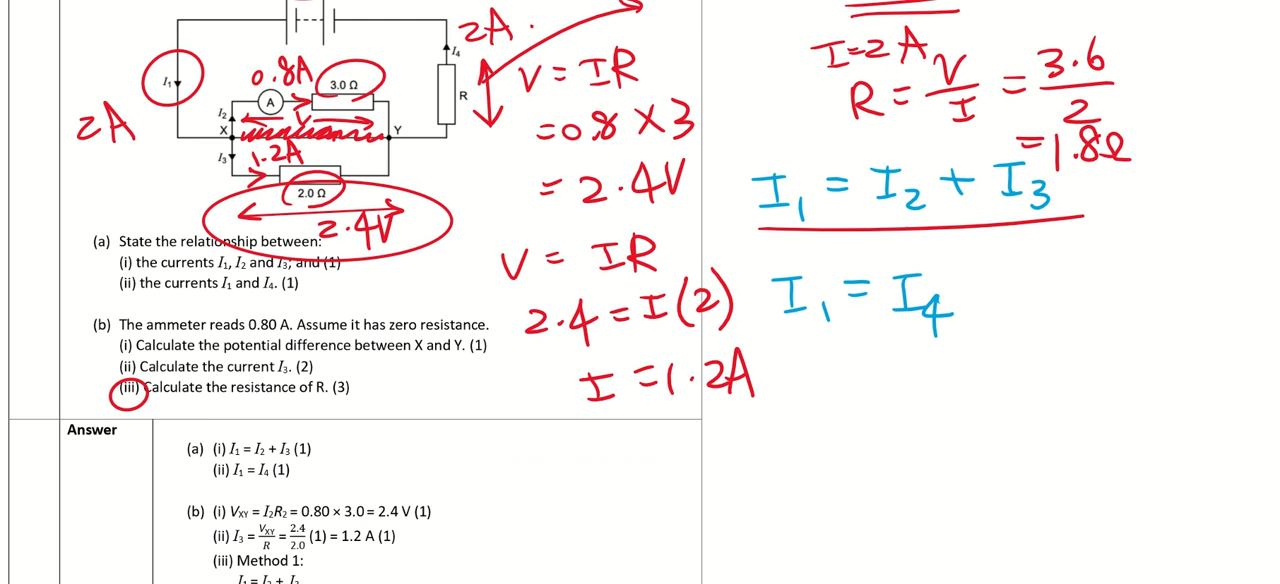 I₁
2A
0.8A
3.0 Ω
A
I₂
X
V
Y
I₃
1.2A
2.0 Ω
2.4V
I₄
R
2A.
V = IR
= 0.8 × 3
= 2.4V
V = IR
2.4 = I(2)
I = 1.2A
I=2A
R = V/I = 3.6/2
= 1.8Ω
I₁ = I₂ + I₃
I₁ = I₄
(a) State the relationship between:
(i) the currents I₁, I₂ and I₃; and (1)
(ii) the currents I₁ and I₄. (1)
(b) The ammeter reads 0.80 A. Assume it has zero resistance.
(i) Calculate the potential difference between X and Y. (1)
(ii) Calculate the current I₃. (2)
(iii) Calculate the resistance of R. (3)
Answer
(a) (i) I₁ = I₂ + I₃ (1)
(ii) I₁ = I₄ (1)
(b) (i) Vxʏ = I₂R₂ = 0.80 × 3.0 = 2.4 V (1)
(ii) I₃ = Vxʏ/R = 2.4/2.0 (1) = 1.2 A (1)
(iii) Method 1:
I₁ = I₂ + I₃